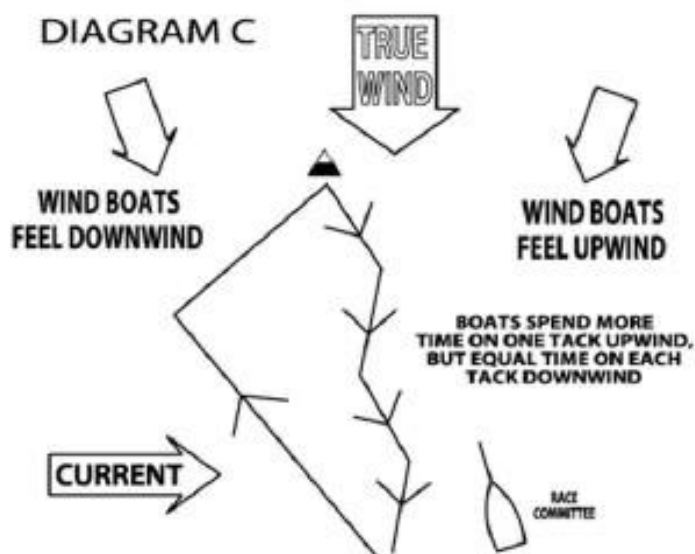 DIAGRAM C
TRUE
WIND
WIND BOATS
FEEL DOWNWIND
WIND BOATS
FEEL UPWIND
BOATS SPEND MORE
TIME ON ONE TACK UPWIND,
BUT EQUAL TIME ON EACH
TACK DOWNWIND
CURRENT
RACE
COMMITTEE